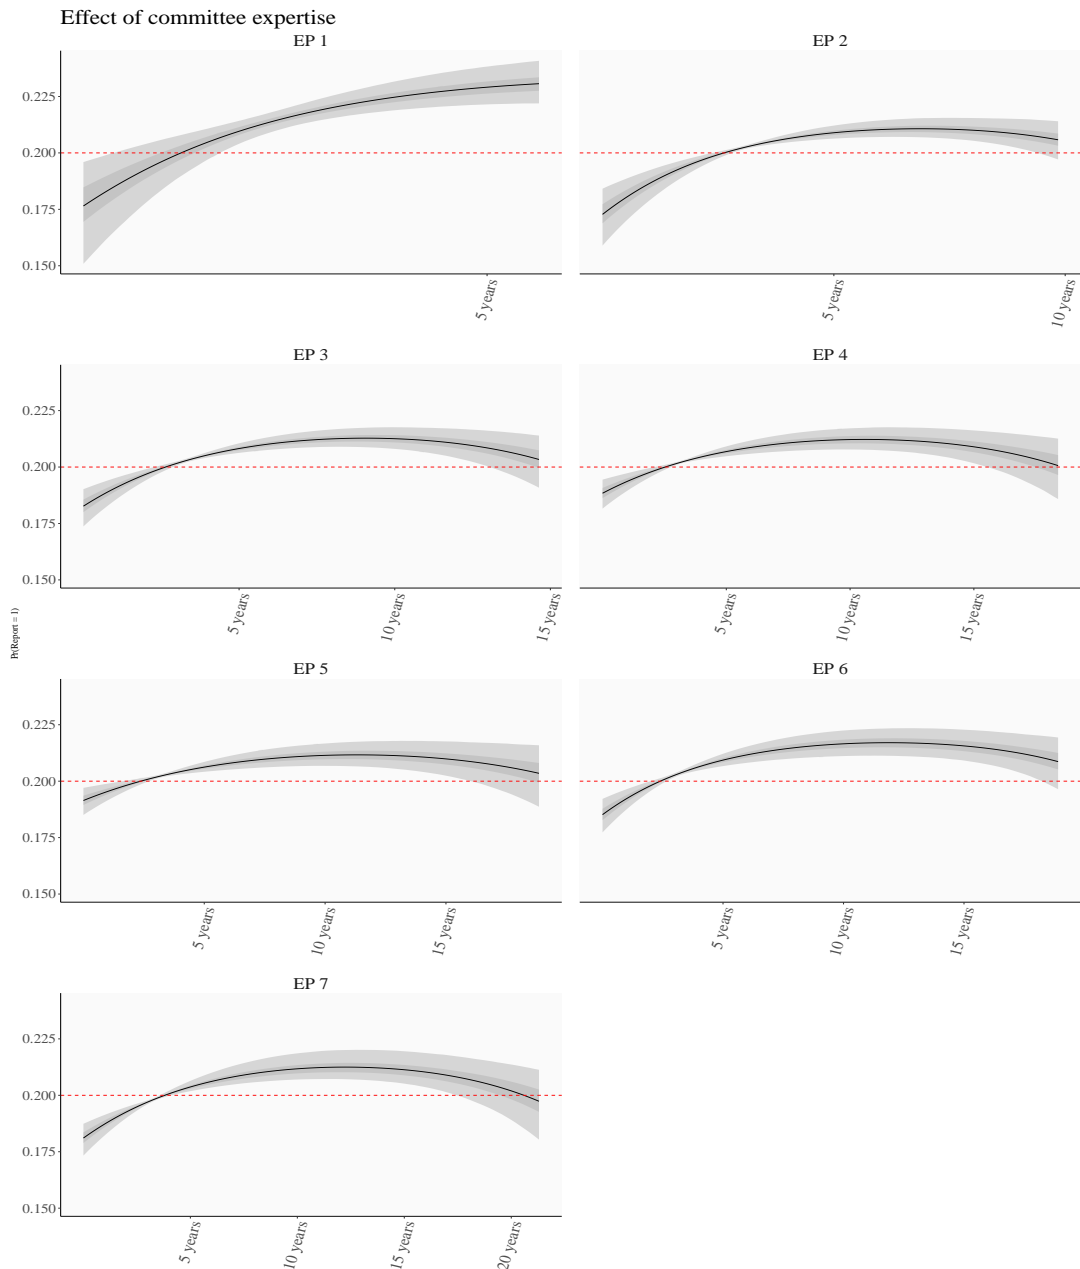 Effect of committee expertise
EP 1
EP 2
0.225
0.200
0.175
0.150
5 years
5 years
10 years
EP 3
EP 4
0.225
0.200
0.175
0.150
5 years
10 years
15 years
5 years
10 years
15 years
Pr(Report = 1)
EP 5
EP 6
0.225
0.200
0.175
0.150
5 years
10 years
15 years
5 years
10 years
15 years
EP 7
0.225
0.200
0.175
0.150
5 years
10 years
15 years
20 years